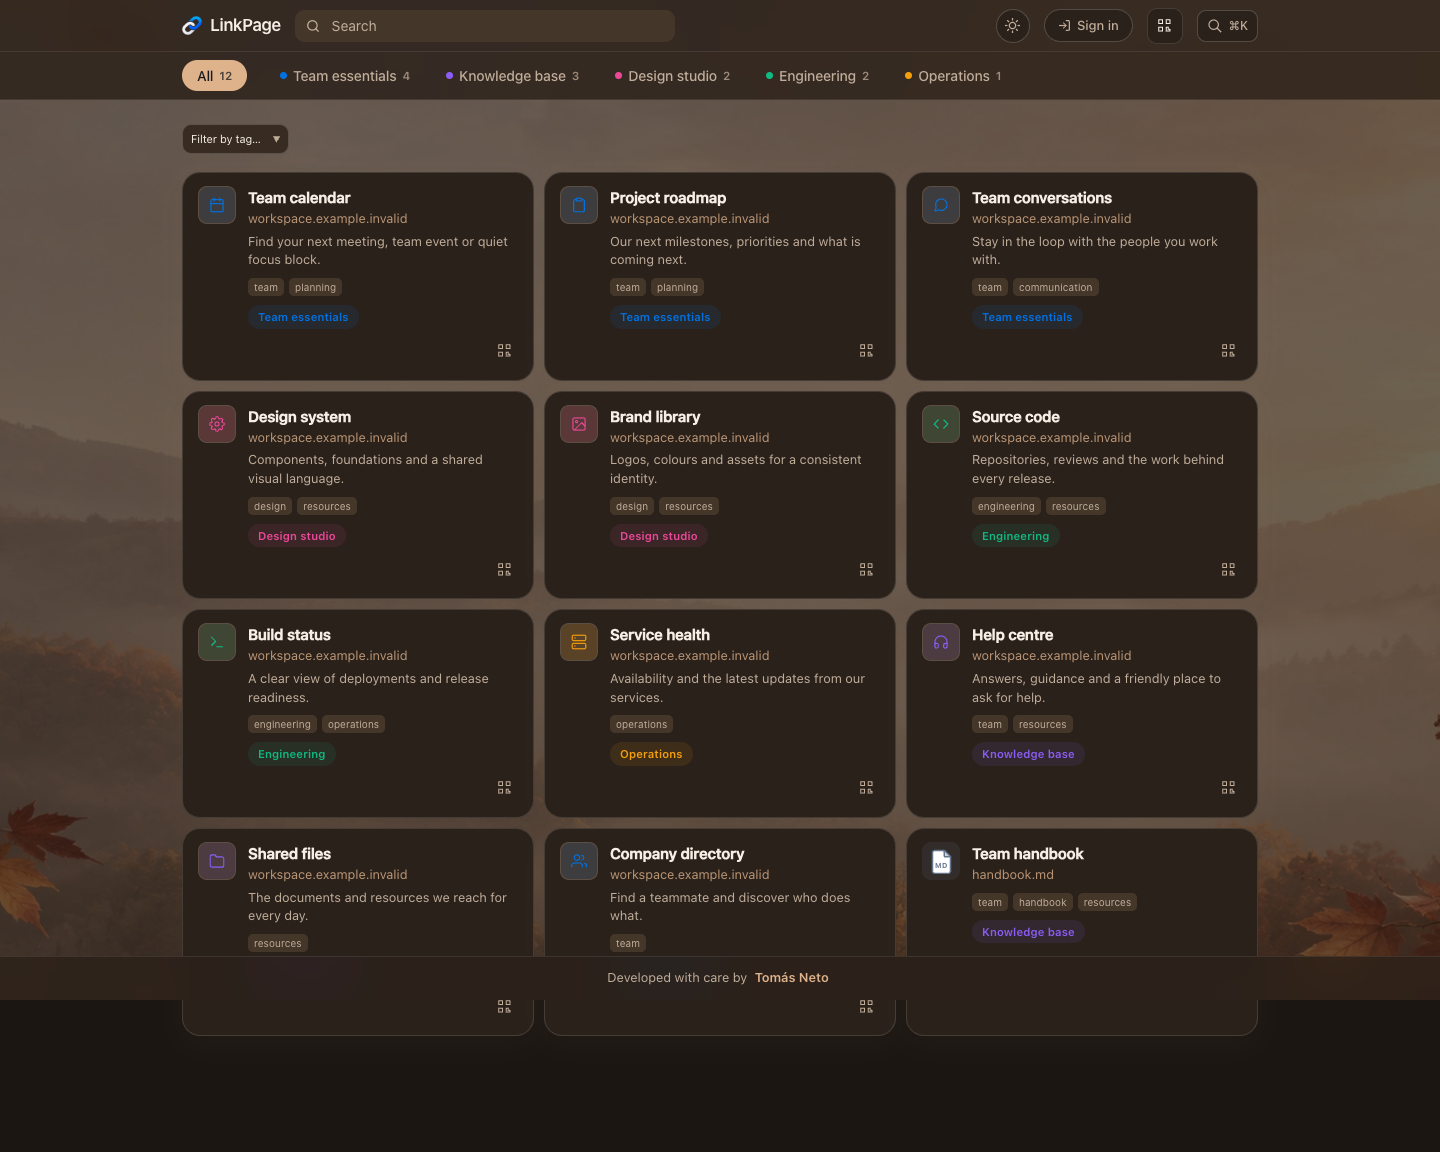 LinkPage
Search
Sign in
⌘K
All 12
Team essentials 4
Knowledge base 3
Design studio 2
Engineering 2
Operations 1
Filter by tag...
Team calendar
workspace.example.invalid
Find your next meeting, team event or quiet
focus block.
team planning
Team essentials
Project roadmap
workspace.example.invalid
Our next milestones, priorities and what is
coming next.
team planning
Team essentials
Team conversations
workspace.example.invalid
Stay in the loop with the people you work
with.
team communication
Team essentials
Design system
workspace.example.invalid
Components, foundations and a shared
visual language.
design resources
Design studio
Brand library
workspace.example.invalid
Logos, colours and assets for a consistent
identity.
design resources
Design studio
Source code
workspace.example.invalid
Repositories, reviews and the work behind
every release.
engineering resources
Engineering
Build status
workspace.example.invalid
A clear view of deployments and release
readiness.
engineering operations
Engineering
Service health
workspace.example.invalid
Availability and the latest updates from our
services.
operations
Operations
Help centre
workspace.example.invalid
Answers, guidance and a friendly place to
ask for help.
team resources
Knowledge base
Shared files
workspace.example.invalid
The documents and resources we reach for
every day.
resources
Company directory
workspace.example.invalid
Find a teammate and discover who does
what.
team
MD
Team handbook
handbook.md
team handbook resources
Knowledge base
Developed with care by Tomás Neto